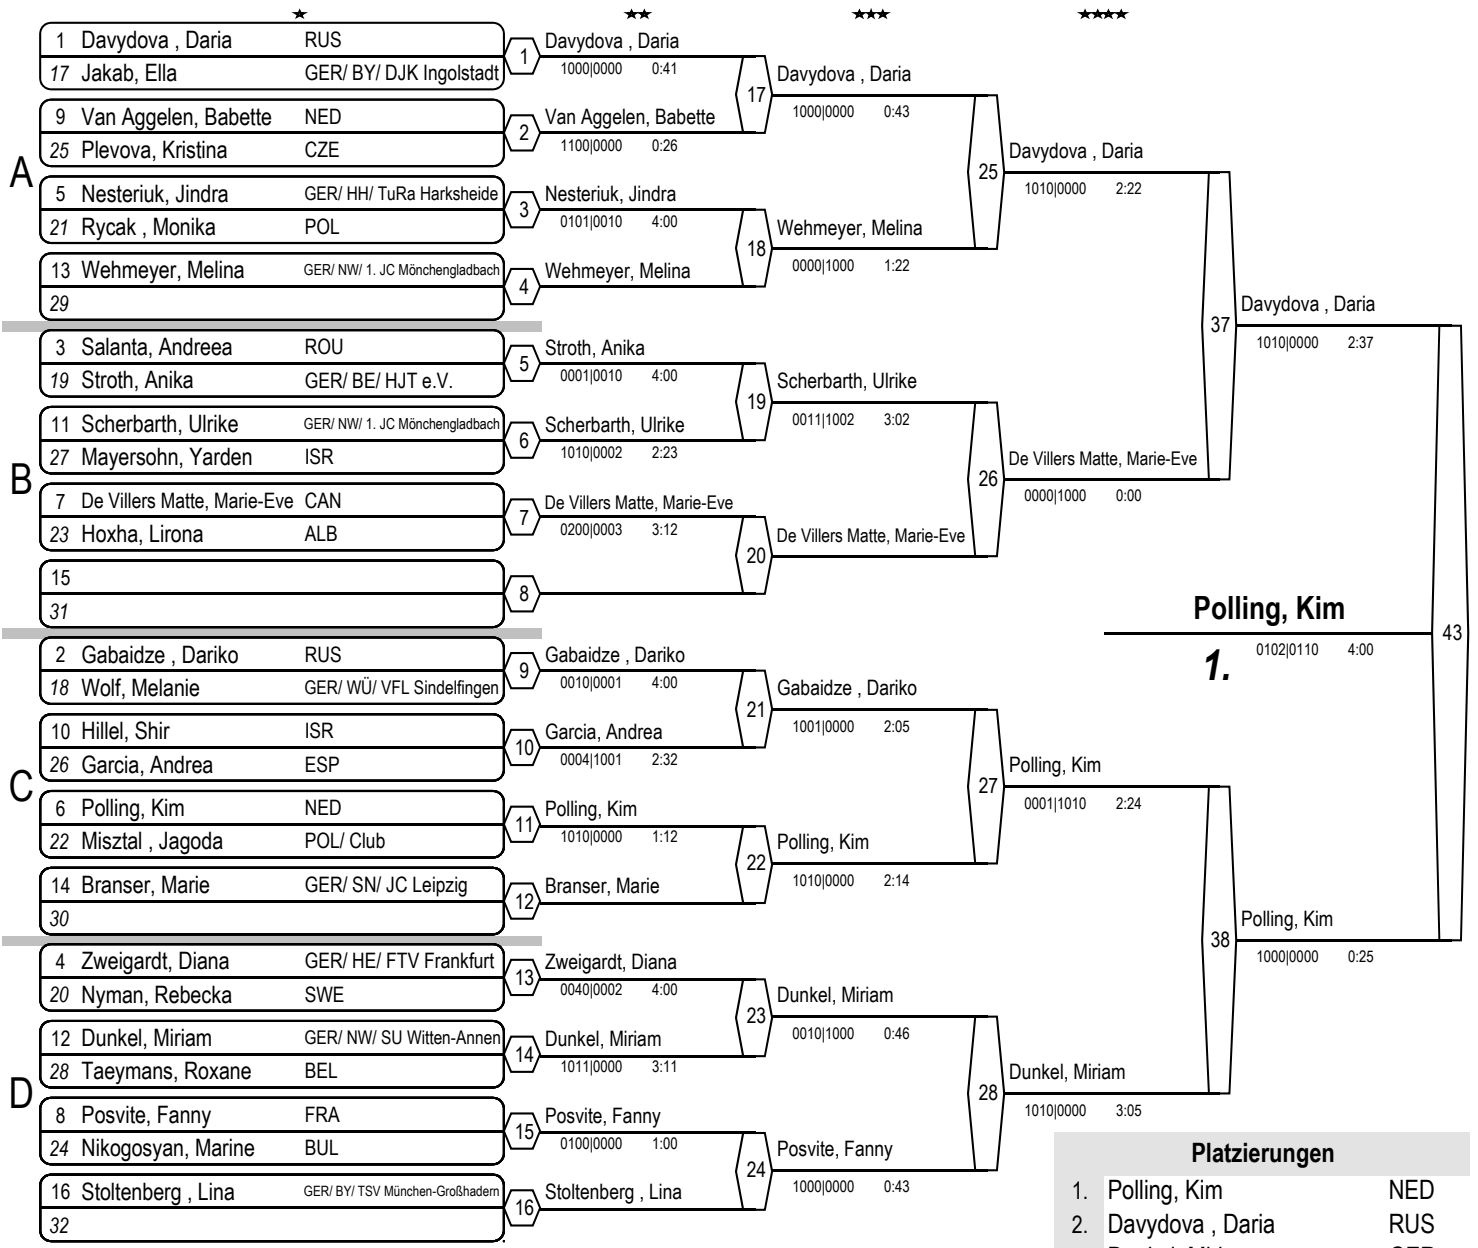 A
1 Davydova , Daria RUS
17 Jakab, Ella GER/ BY/ DJK Ingolstadt
9 Van Aggelen, Babette NED
25 Plevova, Kristina CZE
5 Nesteriuk, Jindra GER/ HH/ TuRa Harksheide
21 Rycak , Monika POL
13 Wehmeyer, Melina GER/ NW/ 1. JC Mönchengladbach
29
B
3 Salanta, Andreea ROU
19 Stroth, Anika GER/ BE/ HJT e.V.
11 Scherbarth, Ulrike GER/ NW/ 1. JC Mönchengladbach
27 Mayersohn, Yarden ISR
7 De Villers Matte, Marie-Eve CAN
23 Hoxha, Lirona ALB
15
31
C
2 Gabaidze , Dariko RUS
18 Wolf, Melanie GER/ WÜ/ VFL Sindelfingen
10 Hillel, Shir ISR
26 Garcia, Andrea ESP
6 Polling, Kim NED
22 Misztal , Jagoda POL/ Club
14 Branser, Marie GER/ SN/ JC Leipzig
30
D
4 Zweigardt, Diana GER/ HE/ FTV Frankfurt
20 Nyman, Rebecka SWE
12 Dunkel, Miriam GER/ NW/ SU Witten-Annen
28 Taeymans, Roxane BEL
8 Posvite, Fanny FRA
24 Nikogosyan, Marine BUL
16 Stoltenberg , Lina GER/ BY/ TSV München-Großhadern
32
1 Davydova , Daria
1000|0000 0:41
2 Van Aggelen, Babette
1100|0000 0:26
3 Nesteriuk, Jindra
0101|0010 4:00
4 Wehmeyer, Melina
5 Stroth, Anika
0001|0010 4:00
6 Scherbarth, Ulrike
1010|0002 2:23
7 De Villers Matte, Marie-Eve
0200|0003 3:12
8
9 Gabaidze , Dariko
0010|0001 4:00
10 Garcia, Andrea
0004|1001 2:32
11 Polling, Kim
1010|0000 1:12
12 Branser, Marie
13 Zweigardt, Diana
0040|0002 4:00
14 Dunkel, Miriam
1011|0000 3:11
15 Posvite, Fanny
0100|0000 1:00
16 Stoltenberg , Lina
17 Davydova , Daria
1000|0000 0:43
18 Wehmeyer, Melina
0000|1000 1:22
19 Scherbarth, Ulrike
0011|1002 3:02
20 De Villers Matte, Marie-Eve
21 Gabaidze , Dariko
1001|0000 2:05
22 Polling, Kim
1010|0000 2:14
23 Dunkel, Miriam
0010|1000 0:46
24 Posvite, Fanny
1000|0000 0:43
25 Davydova , Daria
1010|0000 2:22
26 De Villers Matte, Marie-Eve
0000|1000 0:00
27 Polling, Kim
0001|1010 2:24
28 Dunkel, Miriam
1010|0000 3:05
37 Davydova , Daria
1010|0000 2:37
38 Polling, Kim
1000|0000 0:25
43
Polling, Kim
1. 0102|0110 4:00
Platzierungen
1. Polling, Kim NED
2. Davydova , Daria RUS